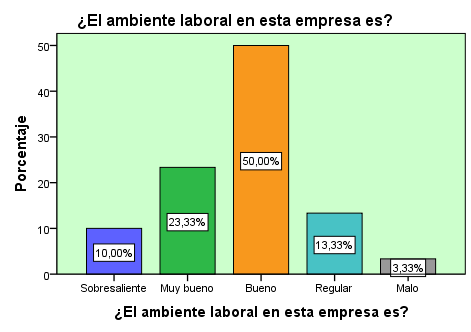 ¿El ambiente laboral en esta empresa es?
Porcentaje
50
40
30
20
10
0
10,00%
23,33%
50,00%
13,33%
3,33%
Sobresaliente Muy bueno Bueno Regular Malo
¿El ambiente laboral en esta empresa es?